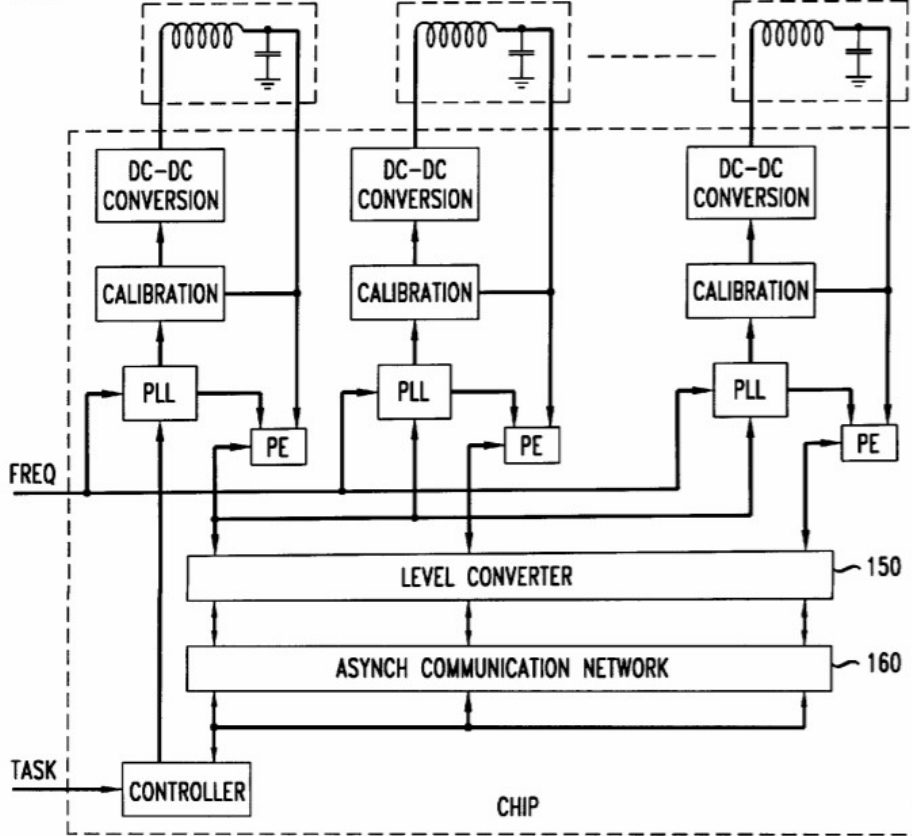 DC-DC CONVERSION
DC-DC CONVERSION
DC-DC CONVERSION
CALIBRATION
CALIBRATION
CALIBRATION
PLL
PLL
PLL
PE
PE
PE
FREQ
LEVEL CONVERTER
150
ASYNCH COMMUNICATION NETWORK
160
TASK
CONTROLLER
CHIP